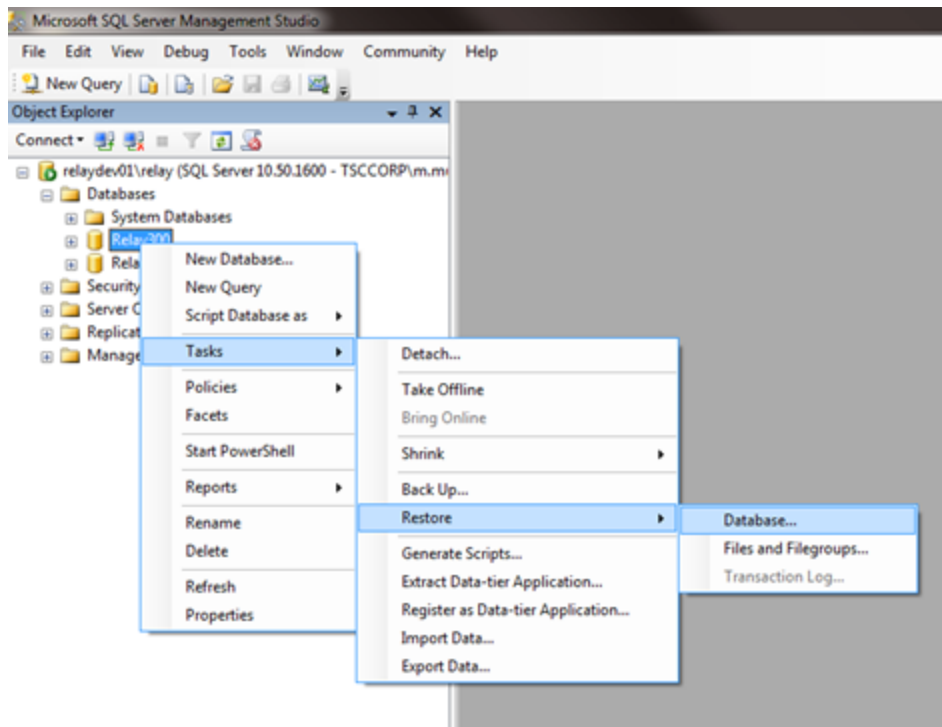 Microsoft SQL Server Management Studio
File Edit View Debug Tools Window Community Help
New Query
Object Explorer
Connect
relaydev01\relay (SQL Server 10.50.1600 - TSCCORP\m.m
Databases
System Databases
Relay300
Rela
Security
Server O
Replicat
Manage
New Database...
New Query
Script Database as
Tasks
Policies
Facets
Start PowerShell
Reports
Rename
Delete
Refresh
Properties
Detach...
Take Offline
Bring Online
Shrink
Back Up...
Restore
Generate Scripts...
Extract Data-tier Application...
Register as Data-tier Application...
Import Data...
Export Data...
Database...
Files and Filegroups...
Transaction Log...